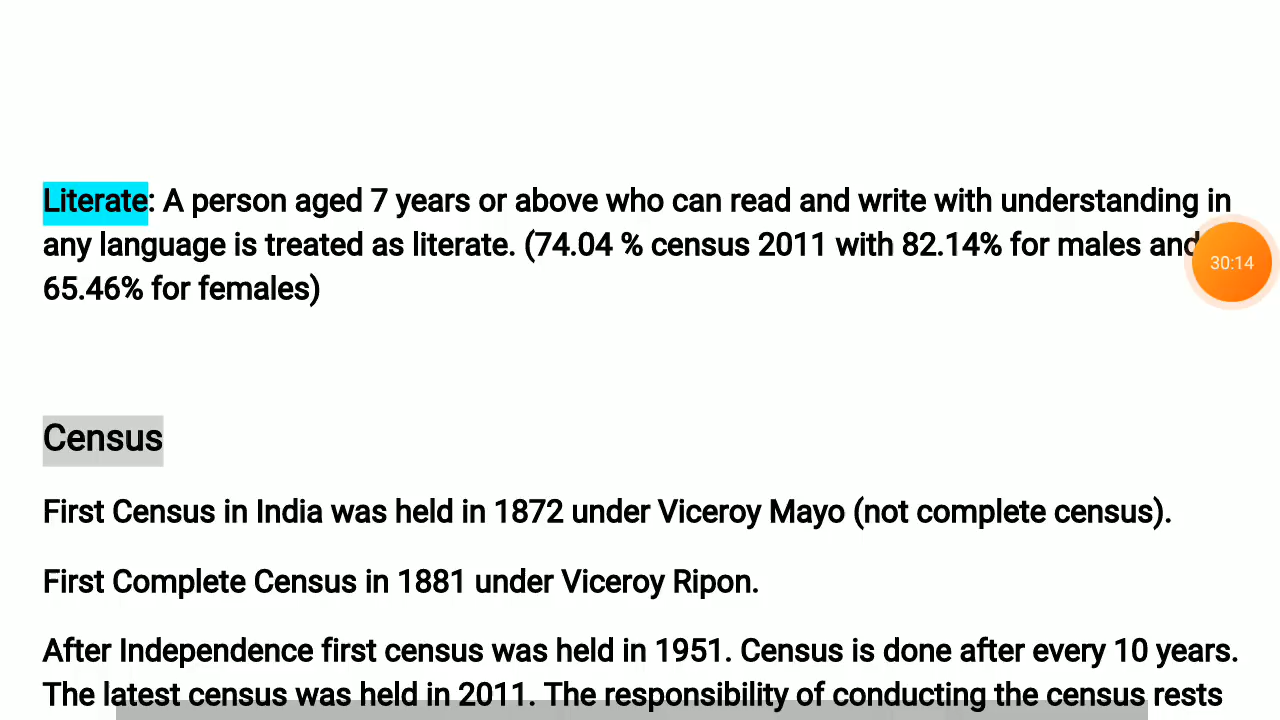 Literate: A person aged 7 years or above who can read and write with understanding in
any language is treated as literate. (74.04 % census 2011 with 82.14% for males and
30:14
65.46% for females)
Census
First Census in India was held in 1872 under Viceroy Mayo (not complete census).
First Complete Census in 1881 under Viceroy Ripon.
After Independence first census was held in 1951. Census is done after every 10 years.
The latest census was held in 2011. The responsibility of conducting the census rests